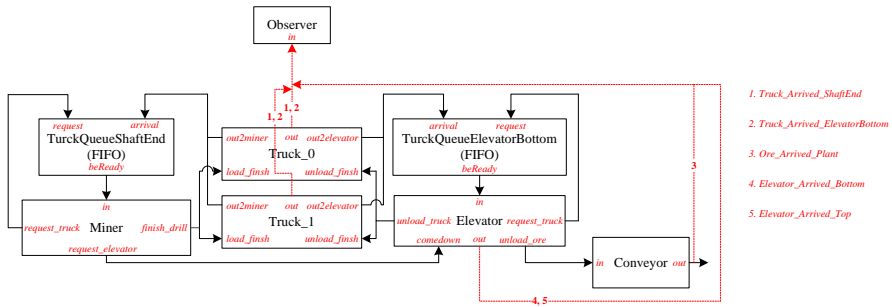 Observer
in
1, 2
1, 2
request arrival
TurckQueueShaftEnd
(FIFO)
beReady
out2miner out out2elevator
Truck_0
load_finsh unload_finsh
arrival request
TurckQueueElevatorBottom
(FIFO)
beReady
in
request_truck Miner finish_drill
request_elevator
out2miner out out2elevator
Truck_1
load_finsh unload_finsh
in
unload_truck Elevator request_truck
comedown out unload_ore
in Conveyor out
3
4, 5
1. Truck_Arrived_ShaftEnd
2. Truck_Arrived_ElevatorBottom
3. Ore_Arrived_Plant
4. Elevator_Arrived_Bottom
5. Elevator_Arrived_Top